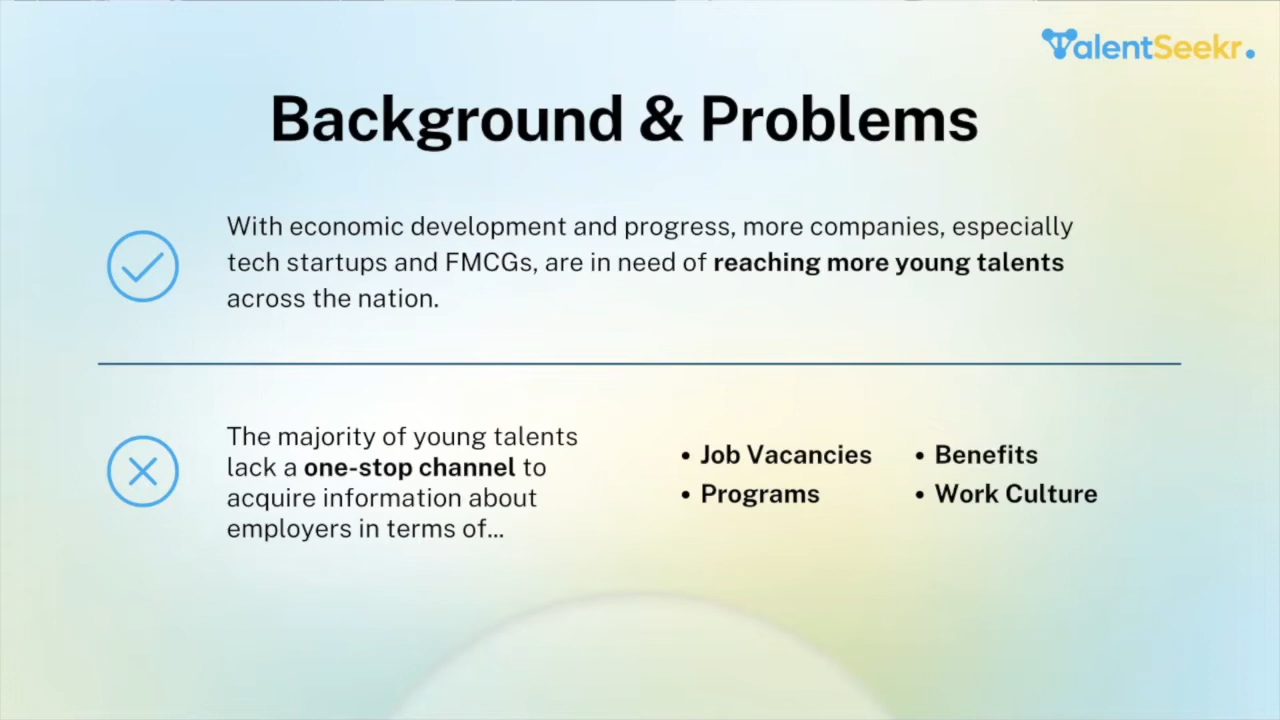 TalentSeekr.
Background & Problems
With economic development and progress, more companies, especially
tech startups and FMCGs, are in need of reaching more young talents
across the nation.
The majority of young talents
lack a one-stop channel to
acquire information about
employers in terms of...
• Job Vacancies
• Programs
• Benefits
• Work Culture